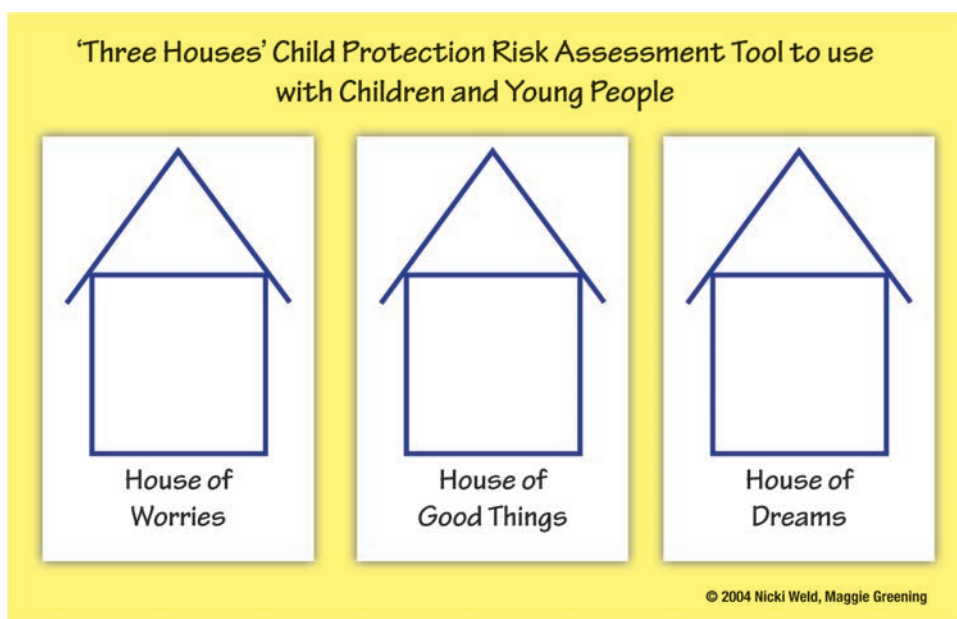 ‘Three Houses’ Child Protection Risk Assessment Tool to use
with Children and Young People
House of
Worries
House of
Good Things
House of
Dreams
© 2004 Nicki Weld, Maggie Greening